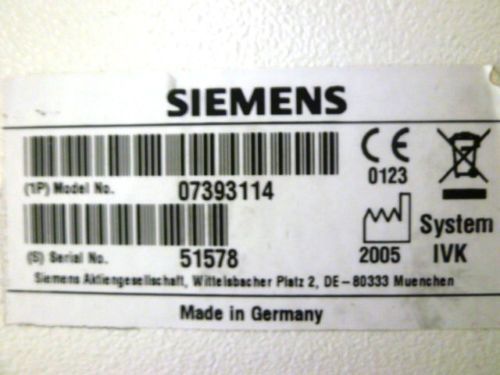 SIEMENS
CE
0123
(1P) Model No. 07393114
(S) Serial No. 51578
2005
System
IVK
Siemens Aktiengesellschaft, Wittelsbacher Platz 2, DE-80333 Muenchen
Made in Germany